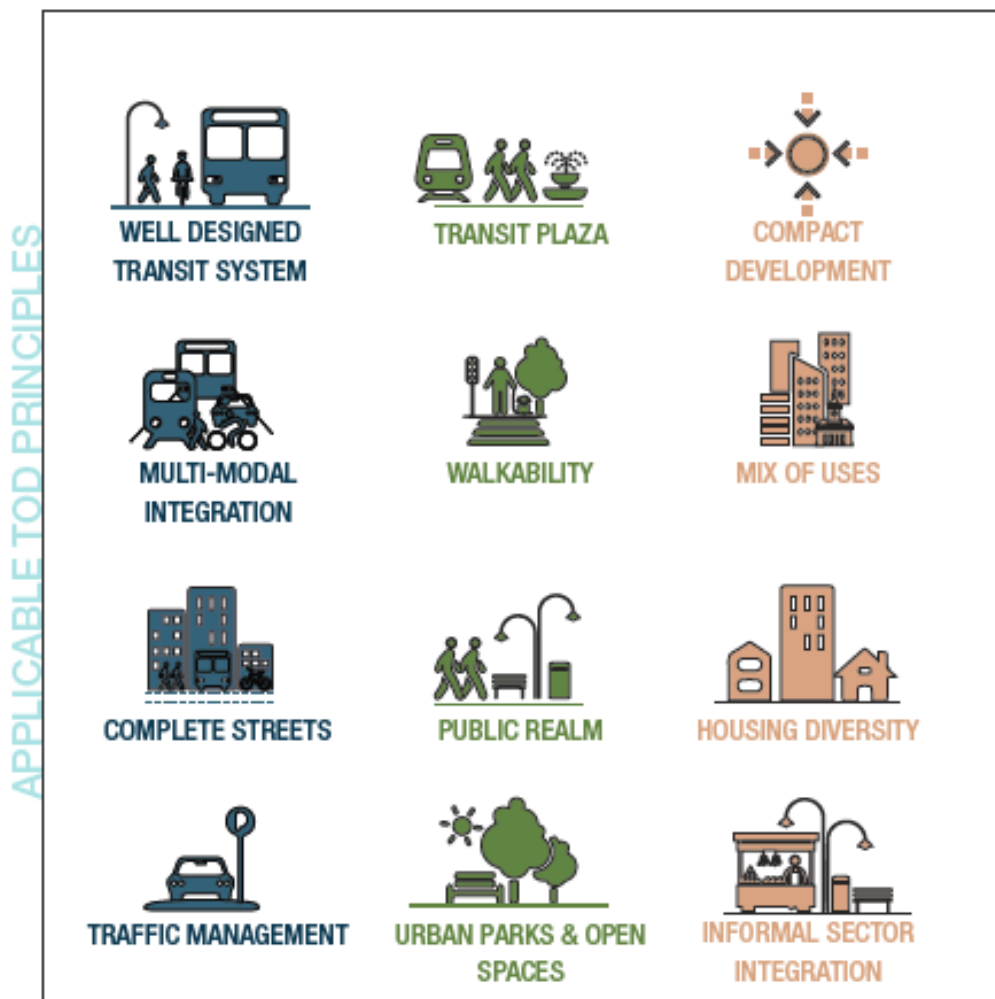 APPLICABLE TOD PRINCIPLES
WELL DESIGNED
TRANSIT SYSTEM
TRANSIT PLAZA
COMPACT
DEVELOPMENT
MULTI-MODAL
INTEGRATION
WALKABILITY
MIX OF USES
COMPLETE STREETS
PUBLIC REALM
HOUSING DIVERSITY
TRAFFIC MANAGEMENT
URBAN PARKS & OPEN
SPACES
INFORMAL SECTOR
INTEGRATION